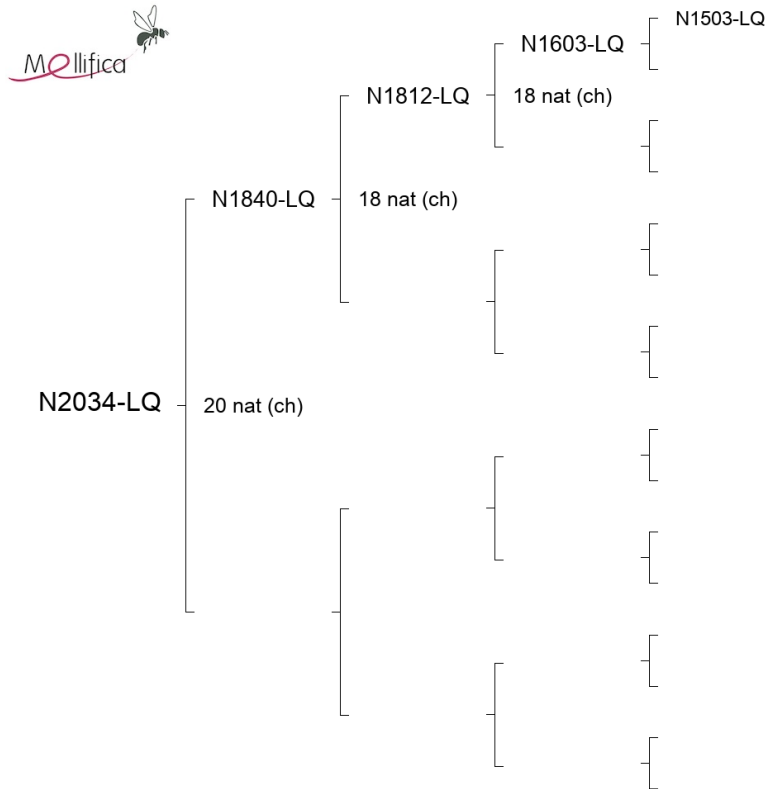 Mellifica
N1503-LQ
N1603-LQ
N1812-LQ
18 nat (ch)
N1840-LQ
18 nat (ch)
N2034-LQ
20 nat (ch)